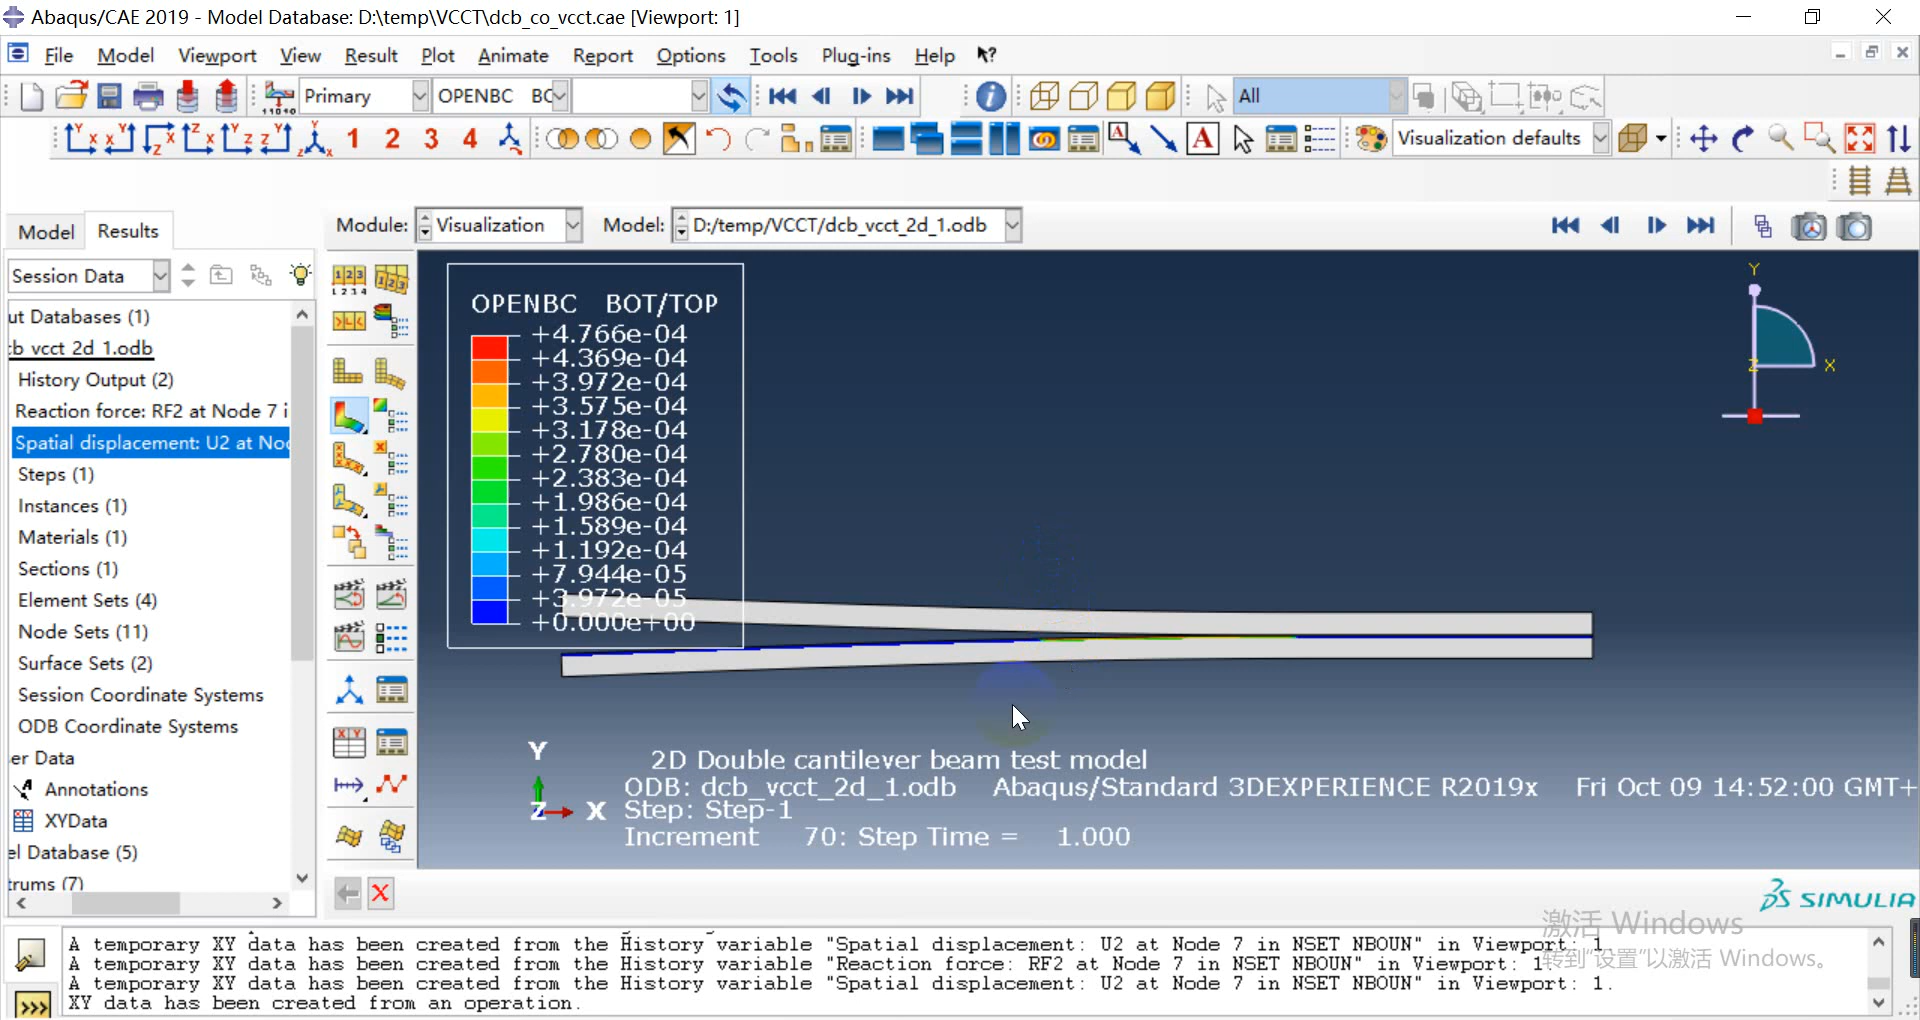 Abaqus/CAE 2019 - Model Database: D:\temp\VCCT\dcb_co_vcct.cae [Viewport: 1]
File Model Viewport View Result Plot Animate Report Options Tools Plug-ins Help
Primary OPENBC All
1 2 3 4 A Visualization defaults
Model Results Module: Visualization Model: D:/temp/VCCT/dcb_vcct_2d_1.odb
Session Data
ut Databases (1)
cb vcct 2d 1.odb
History Output (2)
Reaction force: RF2 at Node 7 i
Spatial displacement: U2 at Noc
Steps (1)
Instances (1)
Materials (1)
Sections (1)
Element Sets (4)
Node Sets (11)
Surface Sets (2)
Session Coordinate Systems
ODB Coordinate Systems
er Data
Annotations
XYData
el Database (5)
trums (7)
OPENBC BOT/TOP
+4.766e-04
+4.369e-04
+3.972e-04
+3.575e-04
+3.178e-04
+2.780e-04
+2.383e-04
+1.986e-04
+1.589e-04
+1.192e-04
+7.944e-05
+3.972e-05
+0.000e+00
Y
Z X
Y
Z X
2D Double cantilever beam test model
ODB: dcb_vcct_2d_1.odb Abaqus/Standard 3DEXPERIENCE R2019x Fri Oct 09 14:52:00 GMT+
Step: Step-1
Increment 70: Step Time = 1.000
SIMULIA
激活 Windows
转到"设置"以激活 Windows。
A temporary XY data has been created from the History variable "Spatial displacement: U2 at Node 7 in NSET NBOUN" in Viewport: 1
A temporary XY data has been created from the History variable "Reaction force: RF2 at Node 7 in NSET NBOUN" in Viewport: 1.
A temporary XY data has been created from the History variable "Spatial displacement: U2 at Node 7 in NSET NBOUN" in Viewport: 1.
XY data has been created from an operation.
>>>